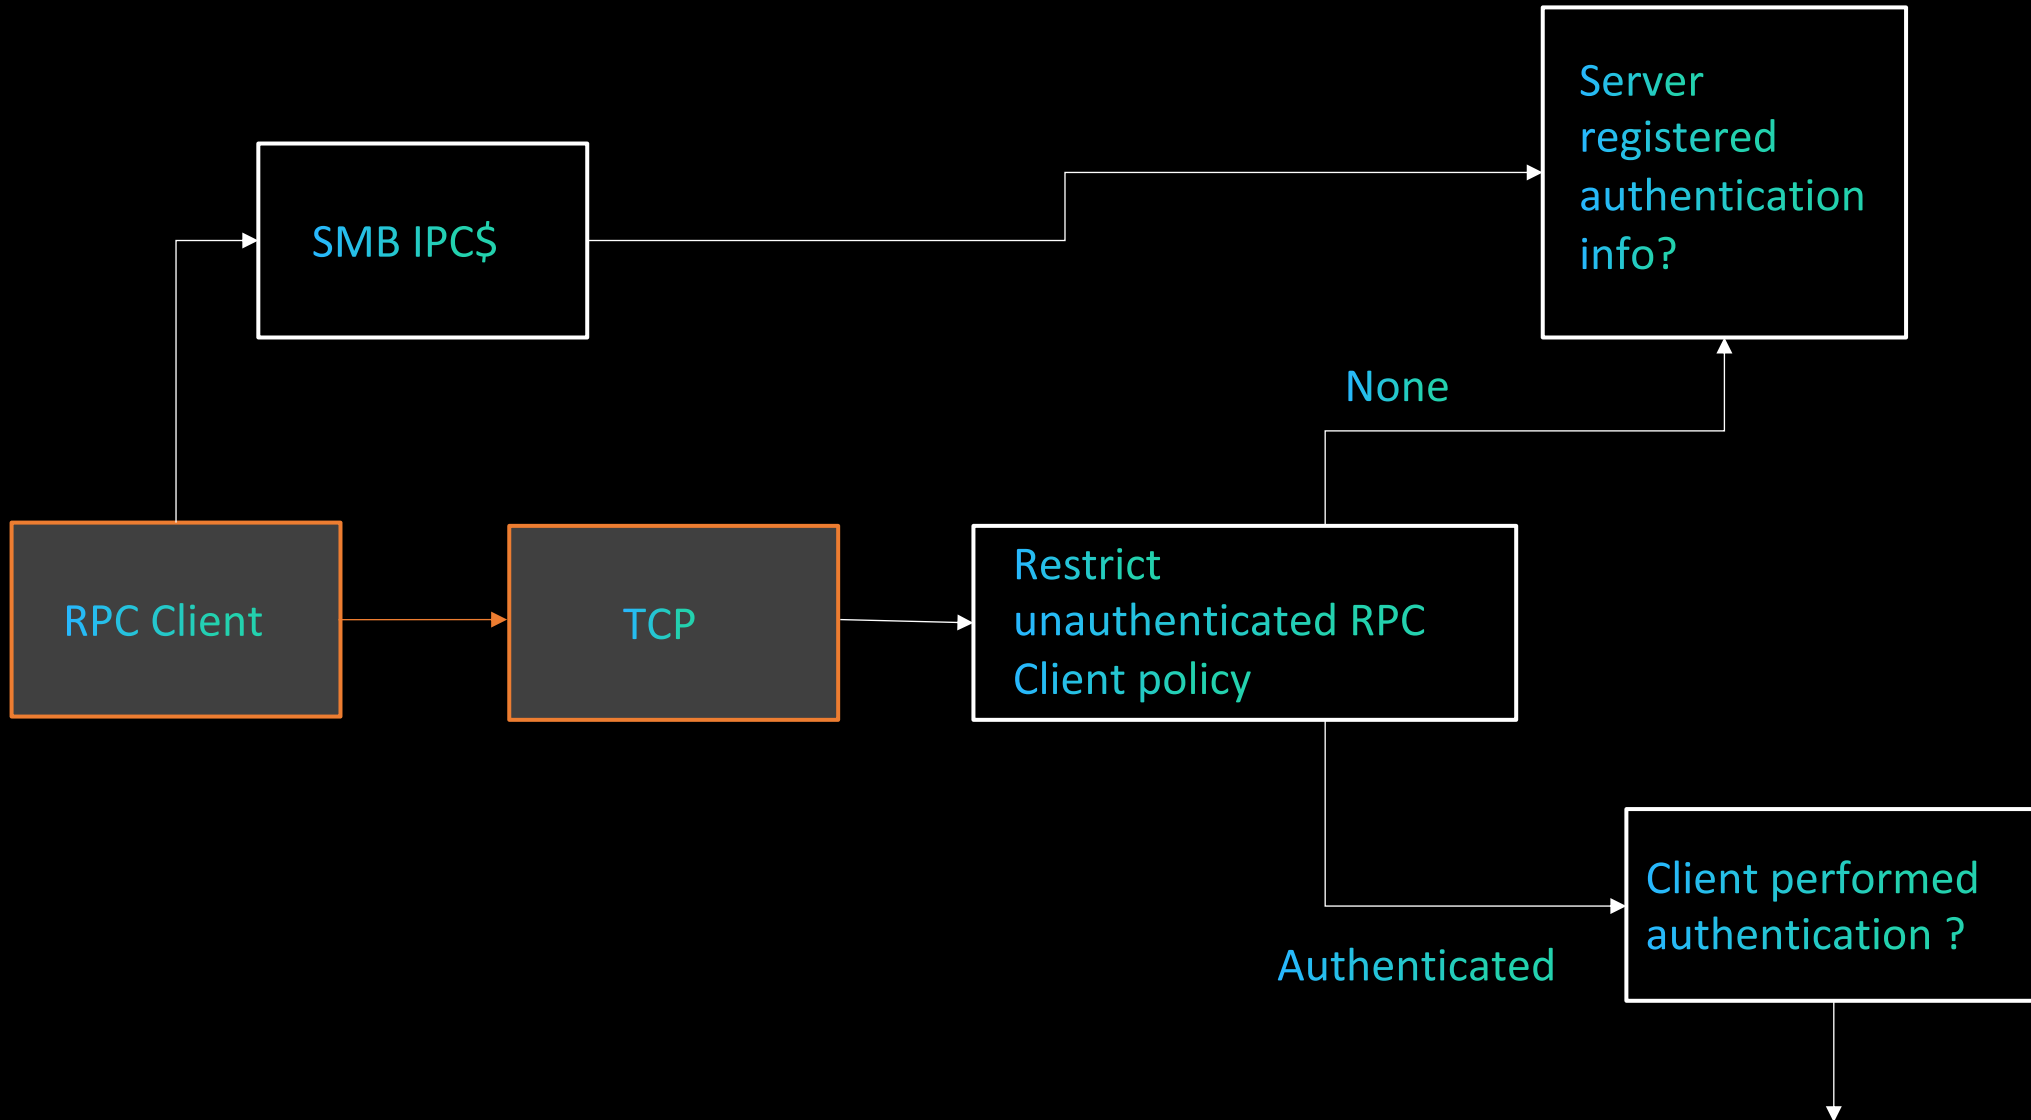 Server
registered
authentication
info?
SMB IPC$
None
RPC Client
TCP
Restrict
unauthenticated RPC
Client policy
Client performed
authentication ?
Authenticated